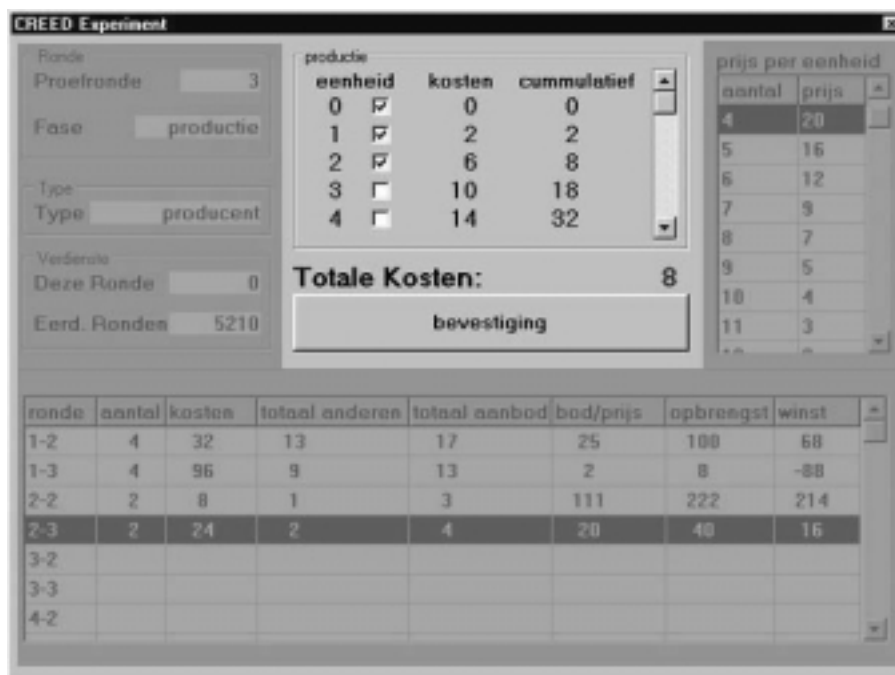 CREED Experiment
Ronde
Proefronde 3
Fase productie
Type
Type producent
Verdienste
Deze Ronde 0
Eerd. Ronden 5210
productie
eenheid kosten cummulatief
0 0 0
1 2 2
2 6 8
3 10 18
4 14 32
Totale Kosten: 8
bevestiging
prijs per eenheid
aantal prijs
4 20
5 16
6 12
7 9
8 7
9 5
10 4
11 3
ronde aantal kosten totaal anderen totaal aanbod bod/prijs opbrengst winst
1-2 4 32 13 17 25 100 68
1-3 4 96 9 13 2 8 -88
2-2 2 8 1 3 111 222 214
2-3 2 24 2 4 20 40 16
3-2
3-3
4-2